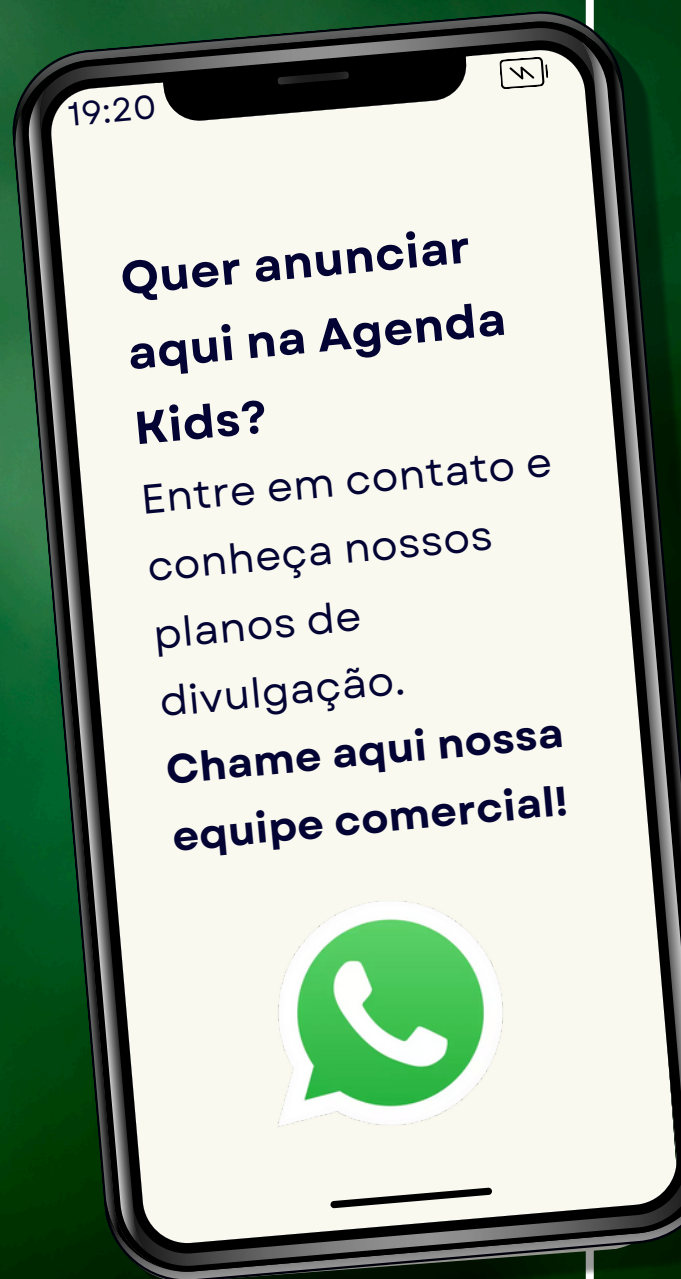 19:20
Quer anunciar
aqui na Agenda
Kids?
Entre em contato e
conheça nossos
planos de
divulgação.
Chame aqui nossa
equipe comercial!